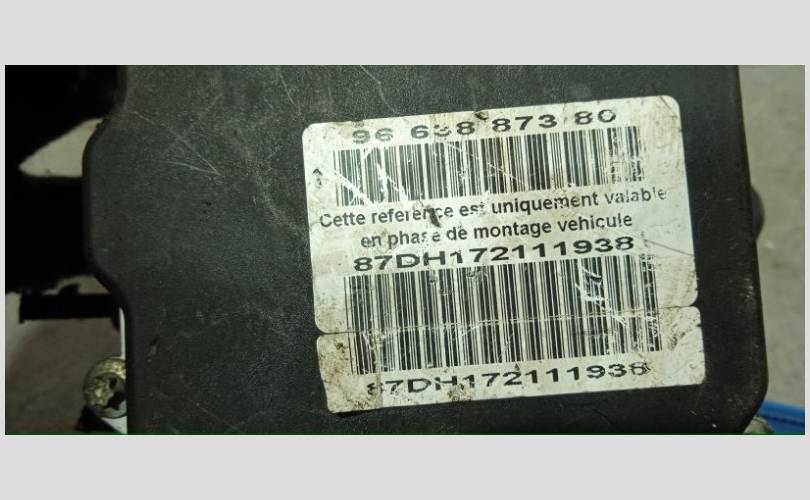 96 638 873 80
Cette reference est uniquement valable
en phase de montage vehicule
87DH172111938
87DH172111938